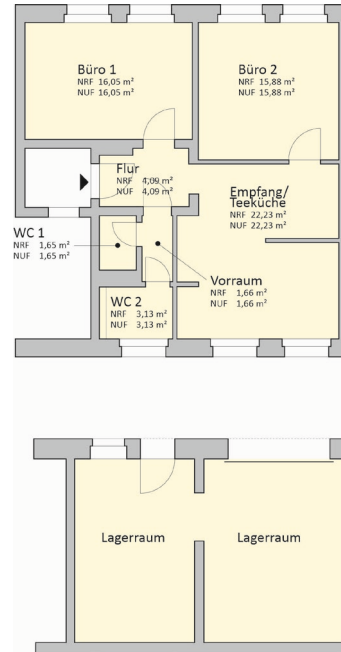 Büro 1
NRF 16,05 m²
NUF 16,05 m²
Büro 2
NRF 15,88 m²
NUF 15,88 m²
Flur
NRF 4,09 m²
NUF 4,09 m²
Empfang/
Teeküche
NRF 22,23 m²
NUF 22,23 m²
WC 1
NRF 1,65 m²
NUF 1,65 m²
Vorraum
NRF 1,66 m²
NUF 1,66 m²
WC 2
NRF 3,13 m²
NUF 3,13 m²
Lagerraum
Lagerraum